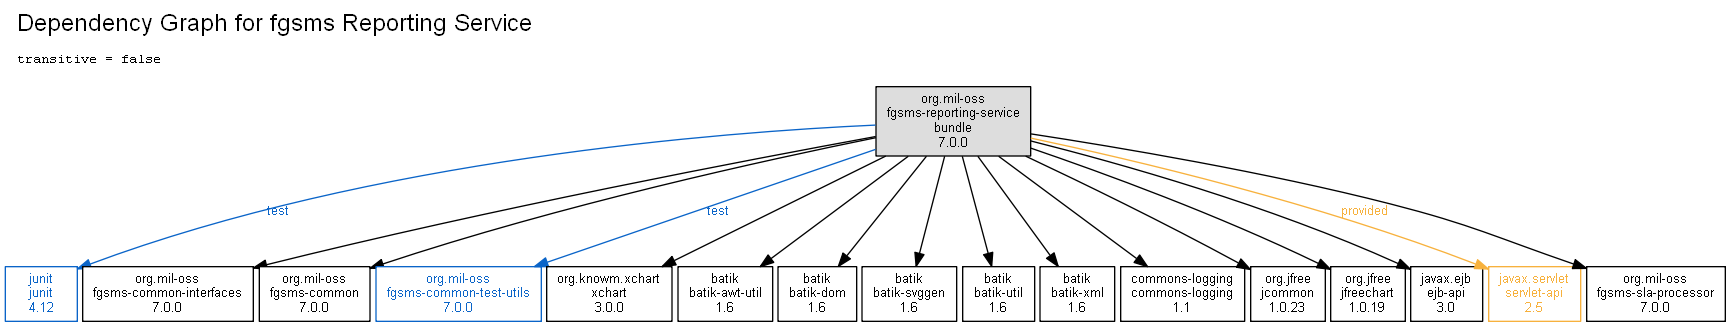 Dependency Graph for fgsms Reporting Service
transitive = false
org.mil-oss
fgsms-reporting-service
bundle
7.0.0
test
test
provided
junit
junit
4.12
org.mil-oss
fgsms-common-interfaces
7.0.0
org.mil-oss
fgsms-common
7.0.0
org.mil-oss
fgsms-common-test-utils
7.0.0
org.knowm.xchart
xchart
3.0.0
batik
batik-awt-util
1.6
batik
batik-dom
1.6
batik
batik-svggen
1.6
batik
batik-util
1.6
batik
batik-xml
1.6
commons-logging
commons-logging
1.1
org.jfree
jcommon
1.0.23
org.jfree
jfreechart
1.0.19
javax.ejb
ejb-api
3.0
javax.servlet
servlet-api
2.5
org.mil-oss
fgsms-sla-processor
7.0.0